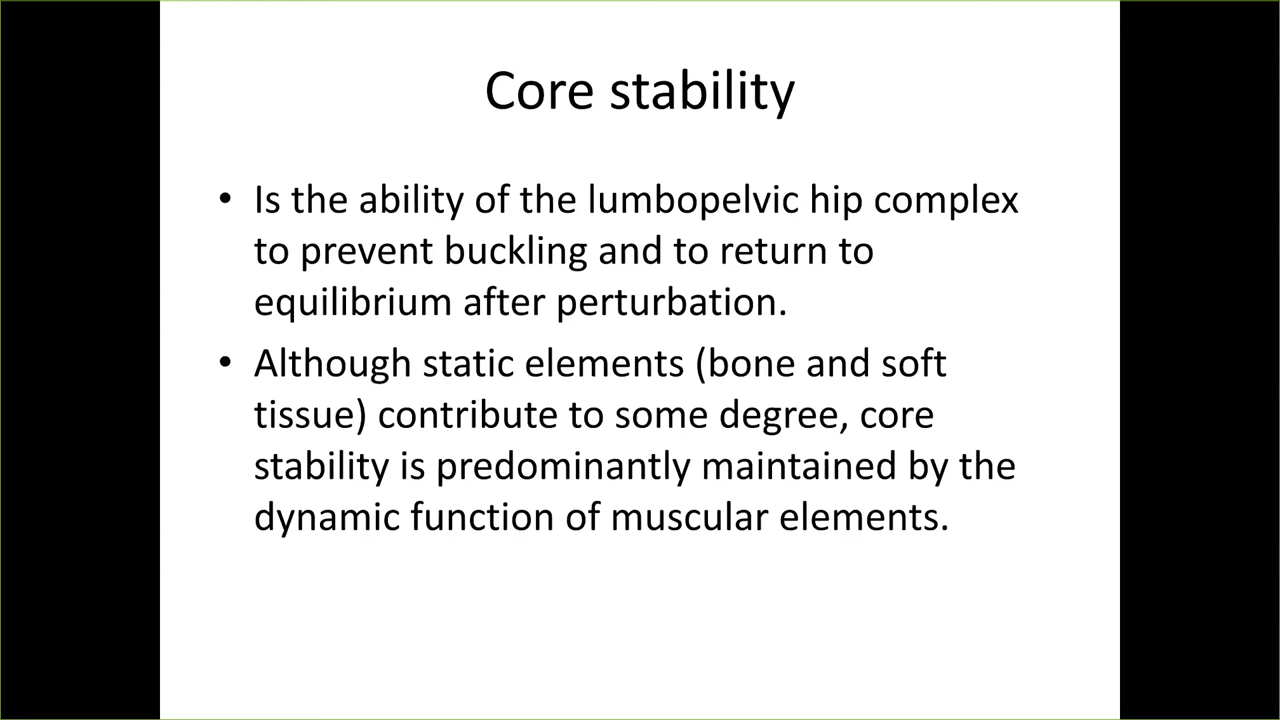 Core stability
• Is the ability of the lumbopelvic hip complex
to prevent buckling and to return to
equilibrium after perturbation.
• Although static elements (bone and soft
tissue) contribute to some degree, core
stability is predominantly maintained by the
dynamic function of muscular elements.